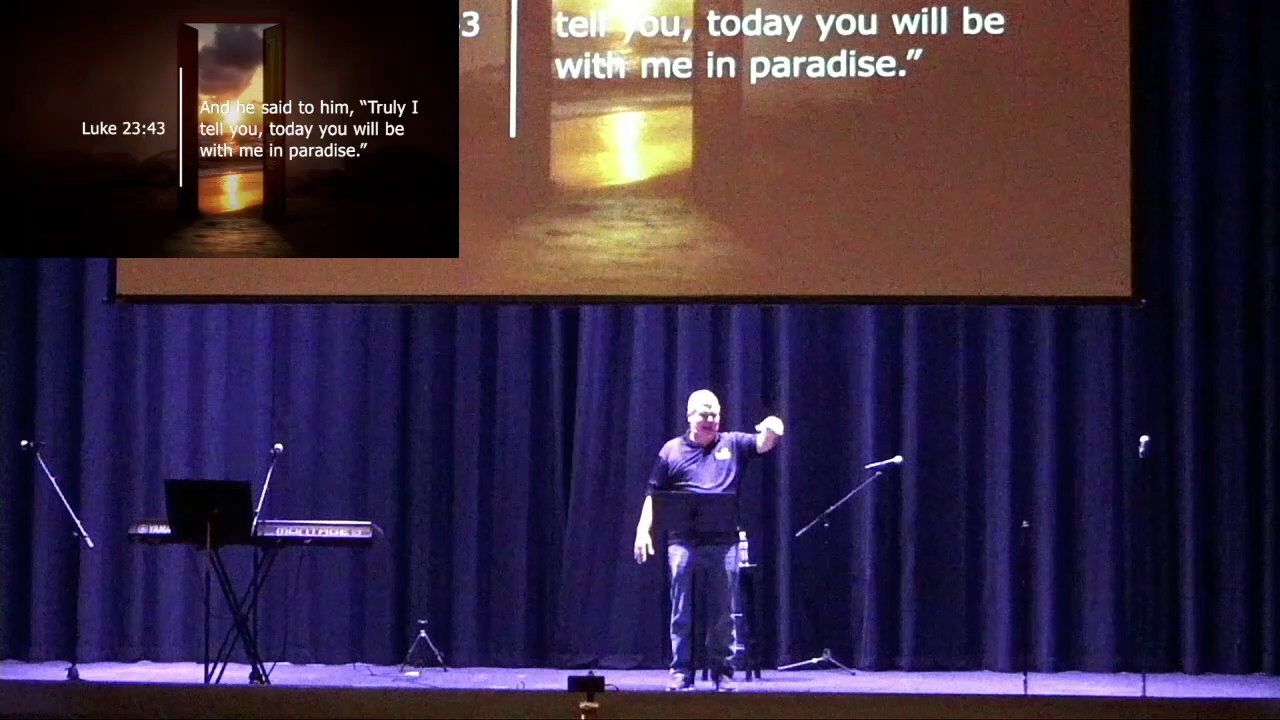 Luke 23:43
And he said to him, “Truly I
tell you, today you will be
with me in paradise.”
3
tell you, today you will be
with me in paradise.”
YAMA
MONTAGE